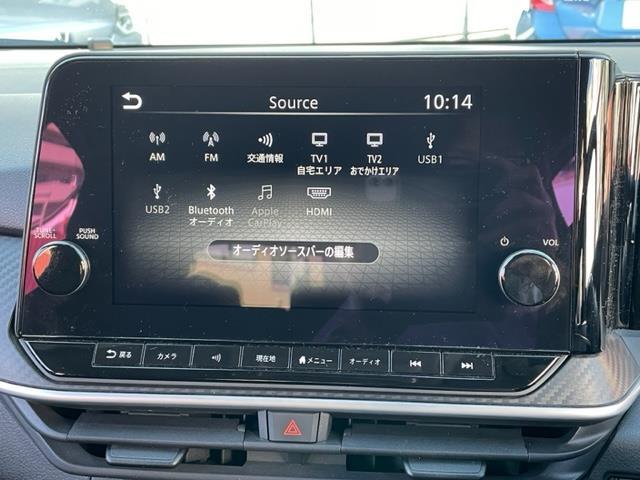 Source 10:14
AM FM 交通情報 TV1 自宅エリア TV2 おでかけエリア USB1
USB2 Bluetooth オーディオ Apple CarPlay HDMI
オーディオソースバーの編集
TUNE・SCROLL PUSH SOUND
VOL
戻る カメラ 現在地 メニュー オーディオ